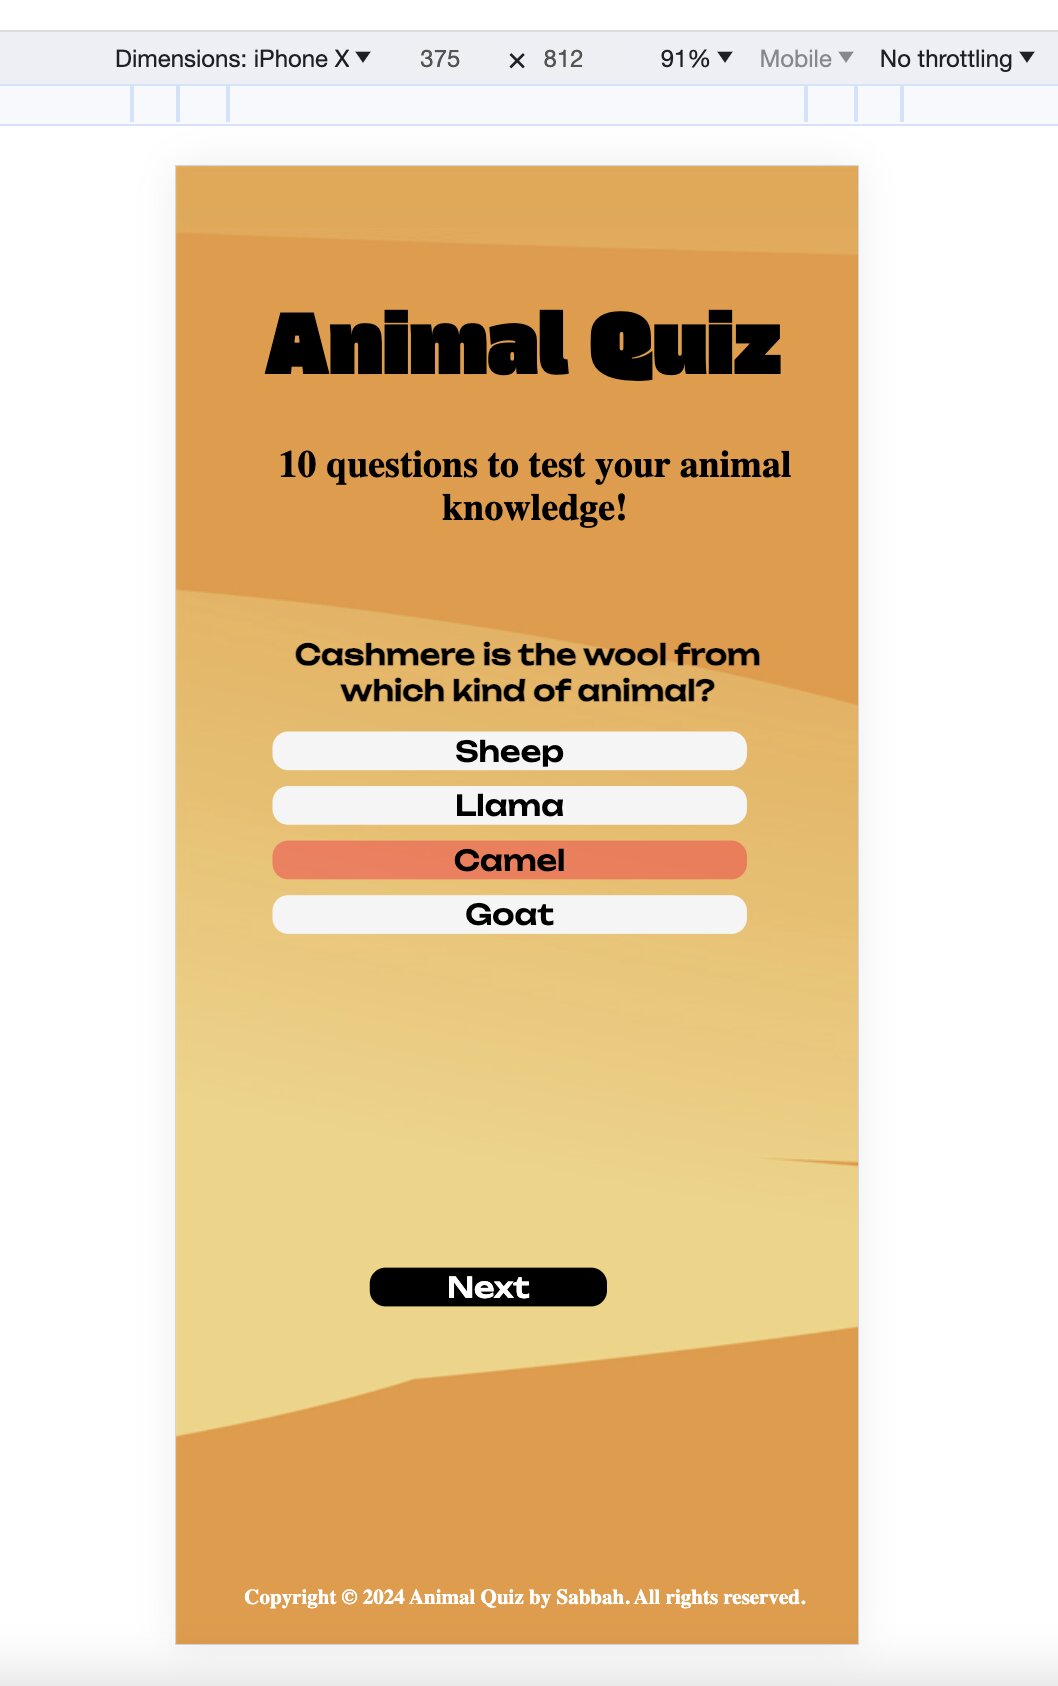 Dimensions: iPhone X ▼ 375 × 812 91% ▼ Mobile ▼ No throttling ▼
Animal Quiz
10 questions to test your animal
knowledge!
Cashmere is the wool from
which kind of animal?
Sheep
Llama
Camel
Goat
Next
Copyright © 2024 Animal Quiz by Sabbah. All rights reserved.